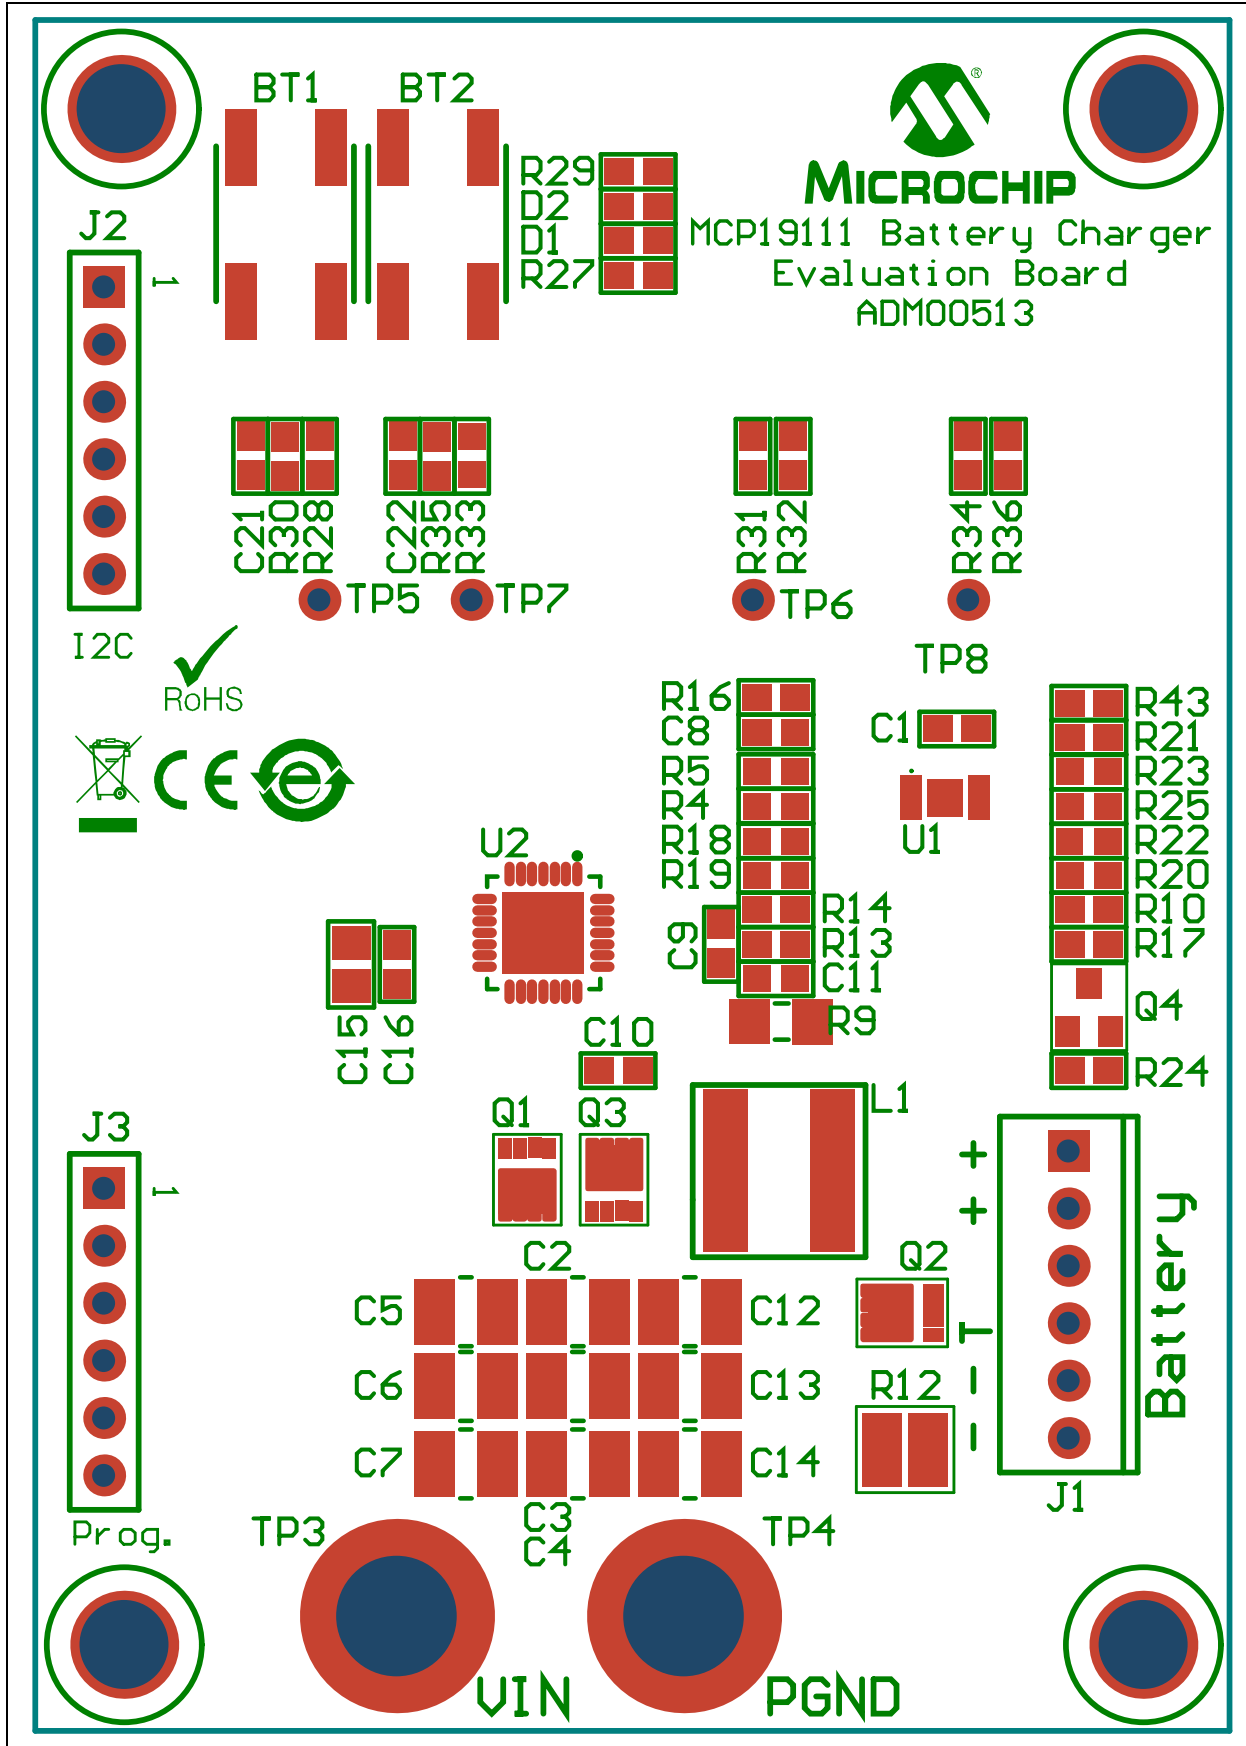 BT1 BT2
®
MICROCHIP
R29
D2
D1
R27
MCP19111 Battery Charger
Evaluation Board
ADM00513
J2
1
I2C
C21
R30
R28
C22
R35
R33
R31
R32
R34
R36
TP5
TP7
TP6
TP8
RoHS
CE
e
R16
C8
R5
R4
R18
R19
C1
U1
R43
R21
R23
R25
R22
R20
R10
R17
Q4
R24
U2
R14
R13
C11
C9
R9
C15
C16
C10
L1
Q1
Q3
J3
1
Prog.
C2
C5
C6
C7
C12
C13
C14
C3
C4
Q2
R12
+
+
T
-
-
Battery
J1
TP3
TP4
VIN
PGND